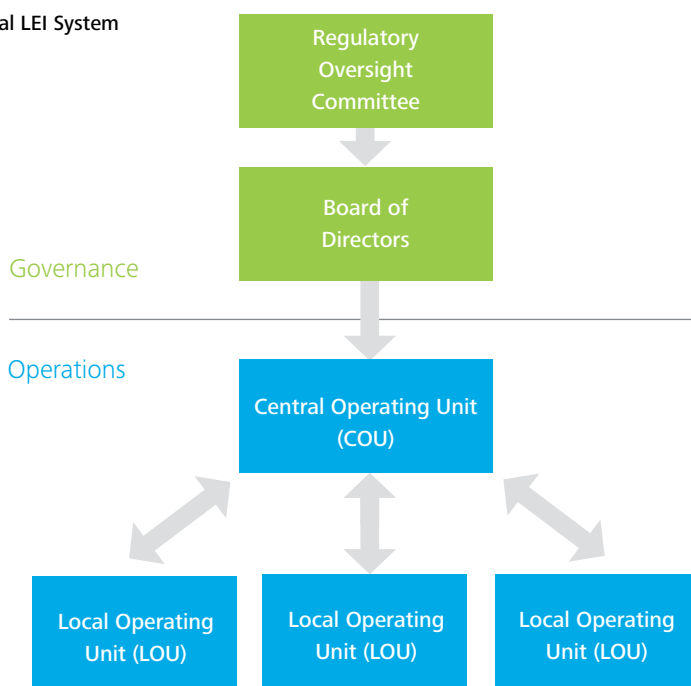 al LEI System
Regulatory
Oversight
Committee
Board of
Directors
Governance
Operations
Central Operating Unit
(COU)
Local Operating
Unit (LOU)
Local Operating
Unit (LOU)
Local Operating
Unit (LOU)